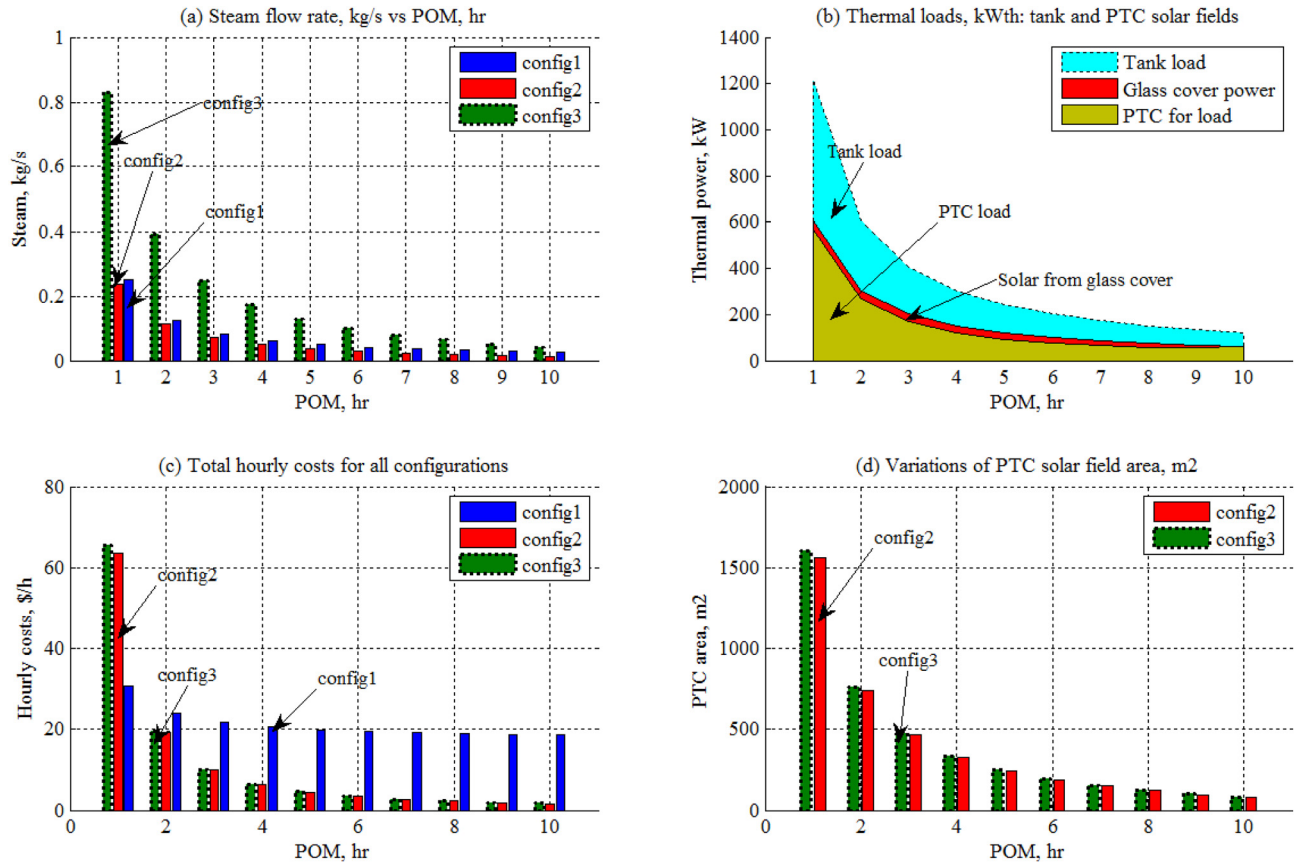 (a) Steam flow rate, kg/s vs POM, hr
1
0.8
0.6
0.4
0.2
0
Steam, kg/s
config1
config2
config3
config3
config2
config1
1 2 3 4 5 6 7 8 9 10
POM, hr
(b) Thermal loads, kWth: tank and PTC solar fields
1400
1200
1000
800
600
400
200
0
Thermal power, kW
Tank load
Glass cover power
PTC for load
Tank load
PTC load
Solar from glass cover
1 2 3 4 5 6 7 8 9 10
POM, hr
(c) Total hourly costs for all configurations
80
60
40
20
0
Hourly costs, $/h
config1
config2
config3
config2
config3
config1
0 2 4 6 8 10
POM, hr
(d) Variations of PTC solar field area, m2
2000
1500
1000
500
0
PTC area, m2
config2
config3
config2
config3
0 2 4 6 8 10
POM, hr